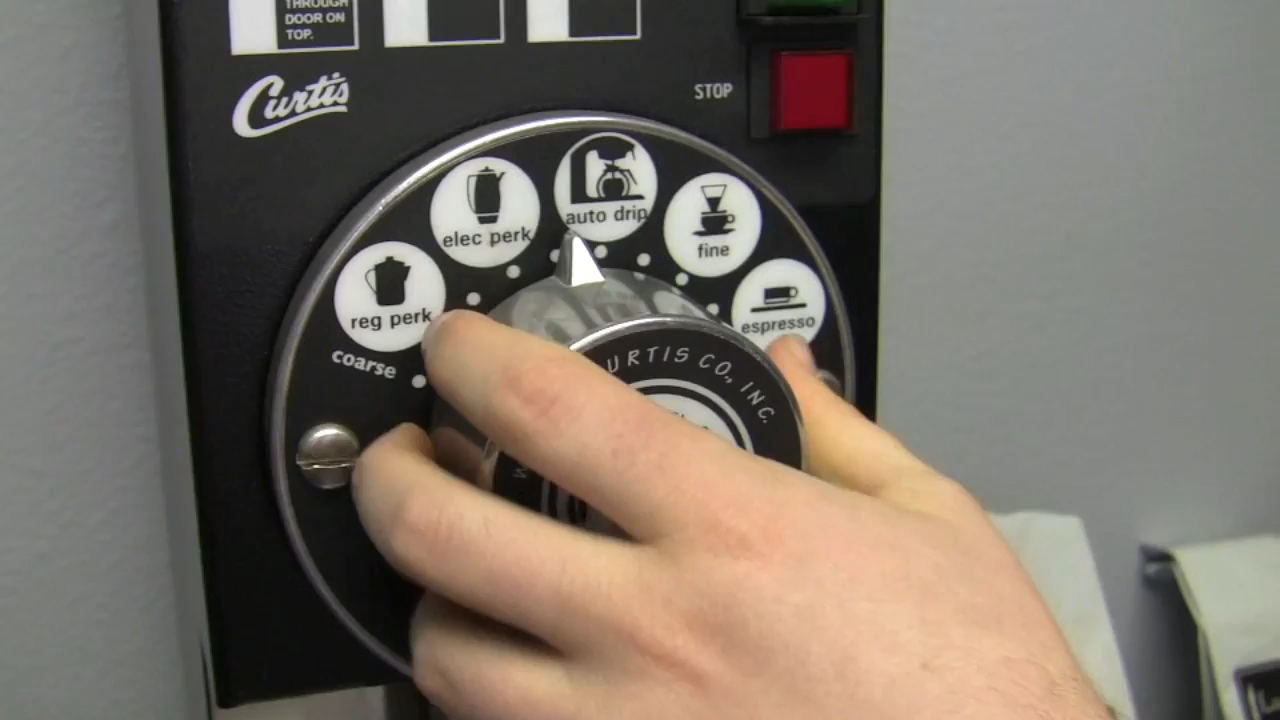 THROUGH
DOOR ON
TOP.
Curtis
STOP
reg perk
elec perk
auto drip
fine
espresso
coarse
URTIS CO., INC.